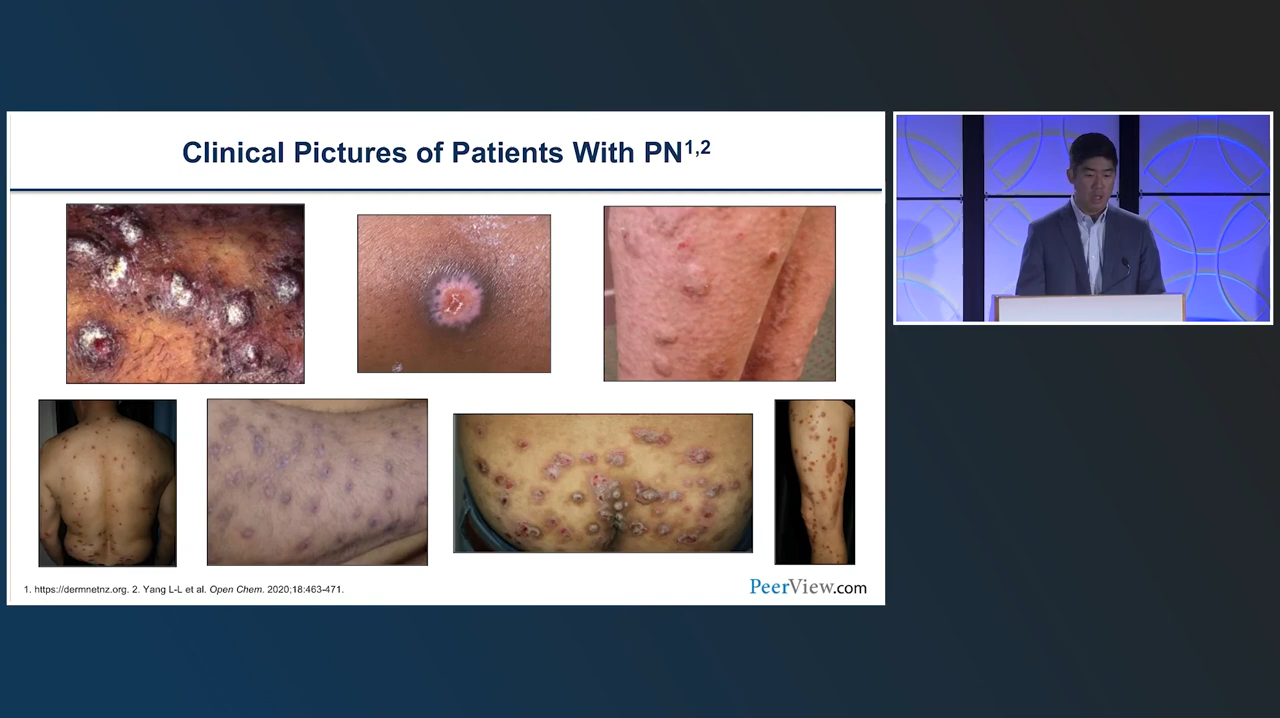 Clinical Pictures of Patients With PN1,2
1. https://dermnetnz.org. 2. Yang L-L et al. Open Chem. 2020;18:463-471.
PeerView.com